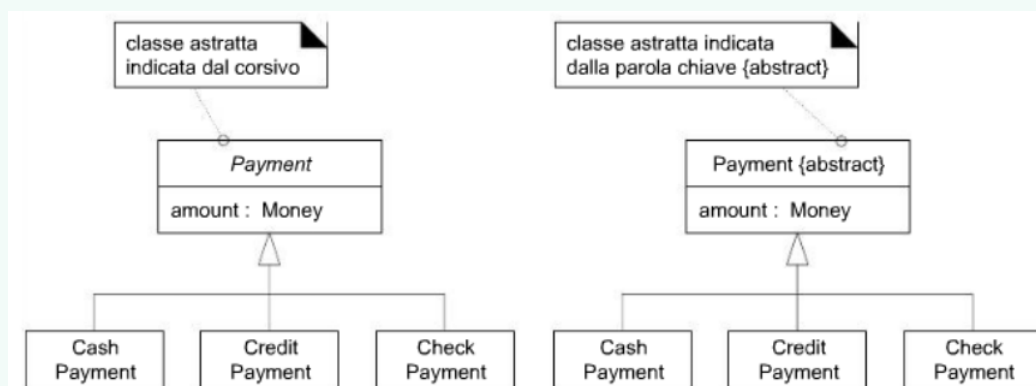 classe astratta
indicata dal corsivo
Payment
amount : Money
Cash
Payment
Credit
Payment
Check
Payment
classe astratta indicata
dalla parola chiave {abstract}
Payment {abstract}
amount : Money
Cash
Payment
Credit
Payment
Check
Payment